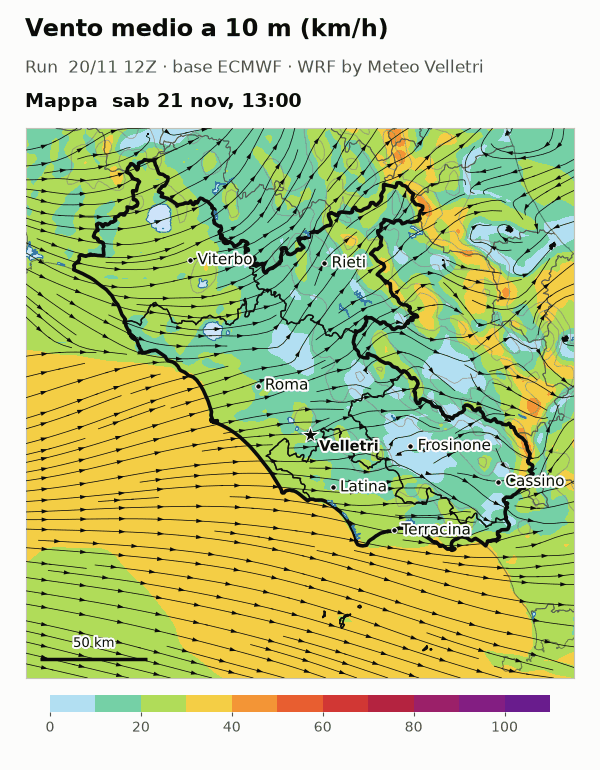 Vento medio a 10 m (km/h)
Run  20/11 12Z · base ECMWF · WRF by Meteo Velletri
Mappa  sab 21 nov, 13:00
Viterbo
Rieti
Roma
Velletri
Frosinone
Cassino
Latina
Terracina
50 km
0 20 40 60 80 100